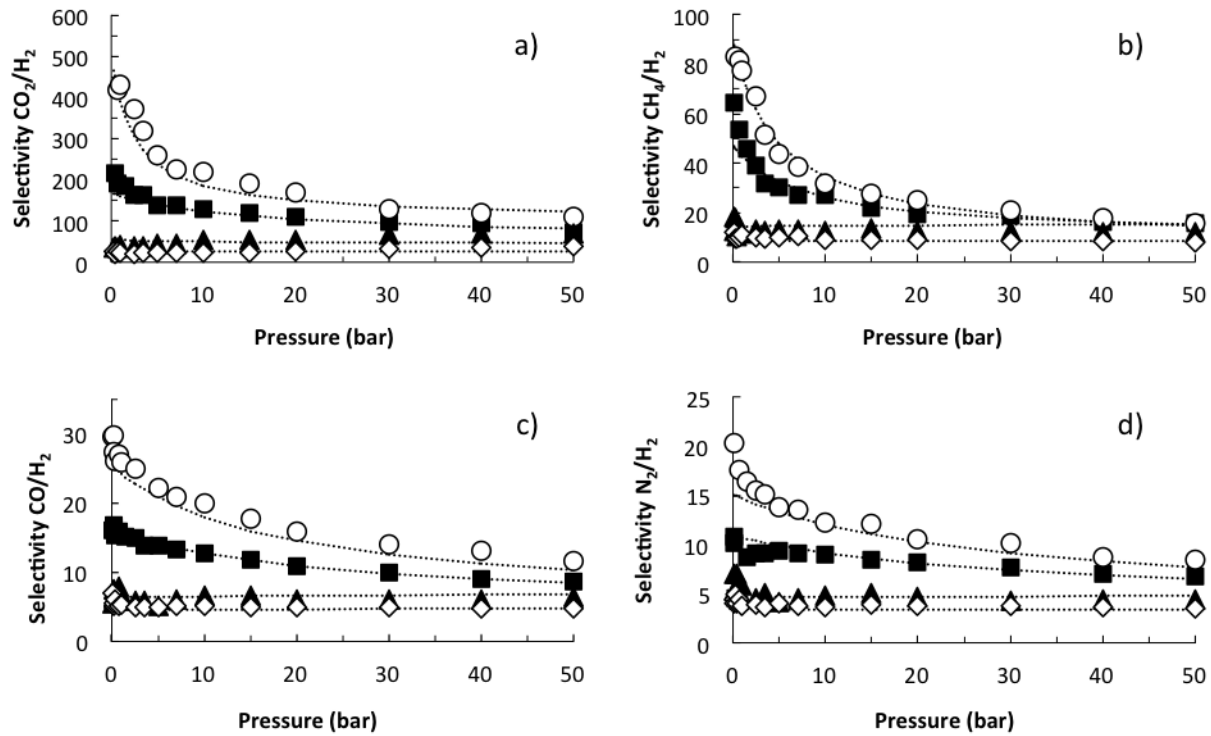 a)
Selectivity CO₂/H₂
600
500
400
300
200
100
0
0 10 20 30 40 50
Pressure (bar)
b)
Selectivity CH₄/H₂
100
80
60
40
20
0
0 10 20 30 40 50
Pressure (bar)
c)
Selectivity CO/H₂
30
20
10
0
0 10 20 30 40 50
Pressure (bar)
d)
Selectivity N₂/H₂
25
20
15
10
5
0
0 10 20 30 40 50
Pressure (bar)